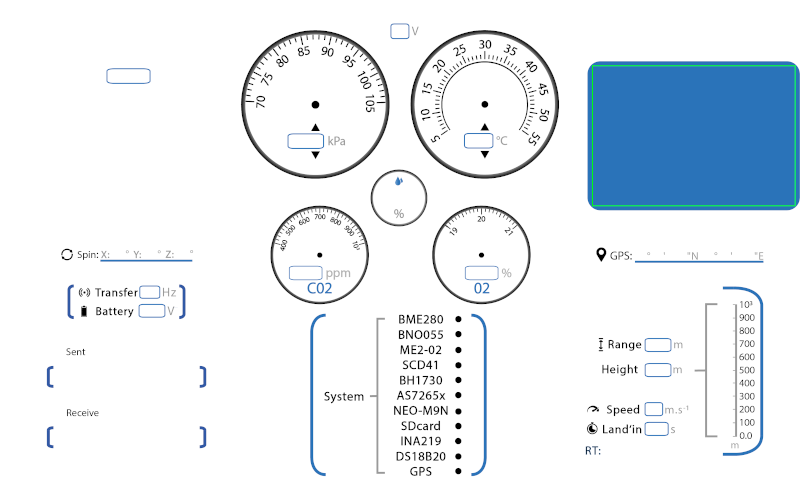 V
70 75 80 85 90 95 100 105
kPa
5 10 15 20 25 30 35 40 45 50 55
°C
%
400 500 600 700 800 900 10³
ppm
C02
19 20 21
%
02
Spin: X: ° Y: ° Z: °
Transfer Hz
Battery V
Sent
Receive
System
BME280
BNO055
ME2-02
SCD41
BH1730
AS7265x
NEO-M9N
SDcard
INA219
DS18B20
GPS
GPS: ° ' "N ° ' "E
Range m
Height m
Speed m.s⁻¹
Land'in s
RT:
10³
900
800
700
600
500
400
300
200
100
0.0
m